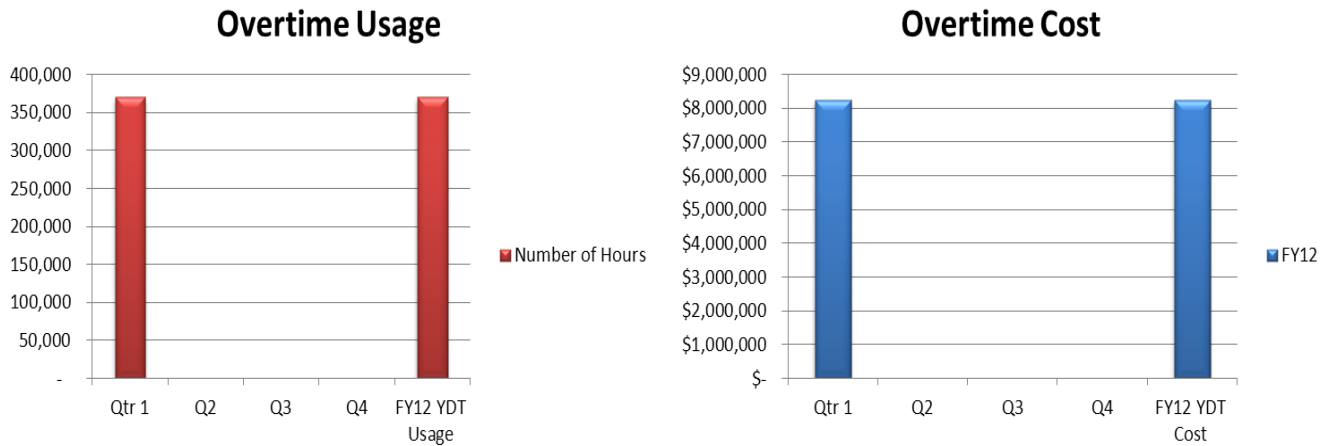 Overtime Usage
400,000
350,000
300,000
250,000
200,000
150,000
100,000
50,000
-
Qtr 1
Q2
Q3
Q4
FY12 YDT
Usage
Number of Hours
Overtime Cost
$9,000,000
$8,000,000
$7,000,000
$6,000,000
$5,000,000
$4,000,000
$3,000,000
$2,000,000
$1,000,000
$-
Qtr 1
Q2
Q3
Q4
FY12 YDT
Cost
FY12